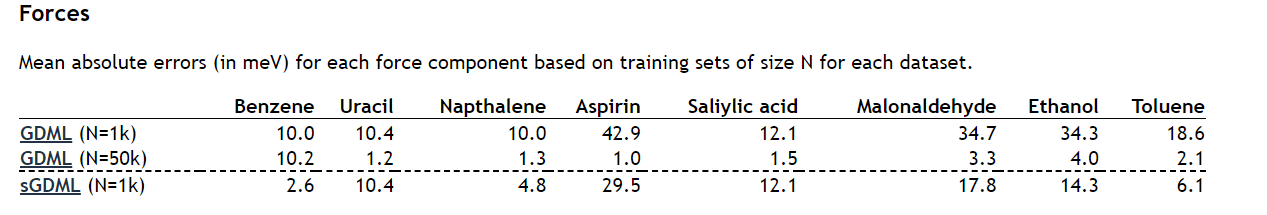 Forces
Mean absolute errors (in meV) for each force component based on training sets of size N for each dataset.
Benzene Uracil Napthalene Aspirin Saliylic acid Malonaldehyde Ethanol Toluene
GDML (N=1k) 10.0 10.4 10.0 42.9 12.1 34.7 34.3 18.6
GDML (N=50k) 10.2 1.2 1.3 1.0 1.5 3.3 4.0 2.1
sGDML (N=1k) 2.6 10.4 4.8 29.5 12.1 17.8 14.3 6.1